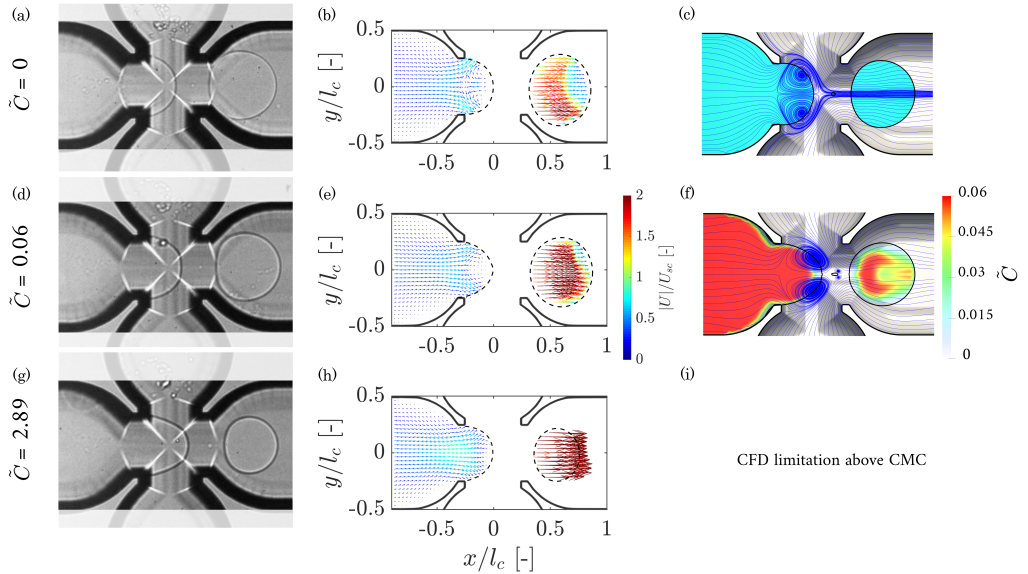 (a)
(b)
(c)
C̃ = 0
y/l_c [-]
0.5
0
-0.5
-0.5
0
0.5
1
(d)
(e)
(f)
C̃ = 0.06
y/l_c [-]
0.5
0
-0.5
-0.5
0
0.5
1
2
1.5
1
0.5
0
|U|/U_sc [-]
0.06
0.045
0.03
0.015
0
C̃
(g)
(h)
(i)
C̃ = 2.89
y/l_c [-]
0.5
0
-0.5
-0.5
0
0.5
1
x/l_c [-]
CFD limitation above CMC